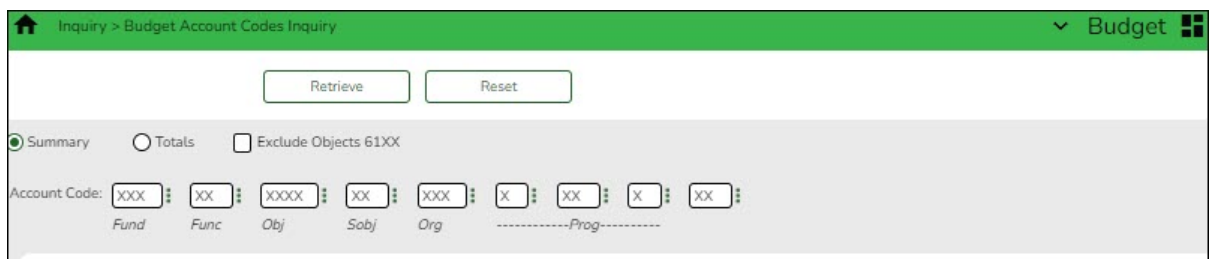 Inquiry > Budget Account Codes Inquiry Budget
Retrieve Reset
Summary Totals Exclude Objects 61XX
Account Code: XXX XX XXXX XX XXX X XX X XX
Fund Func Obj Sobj Org ------------Prog----------